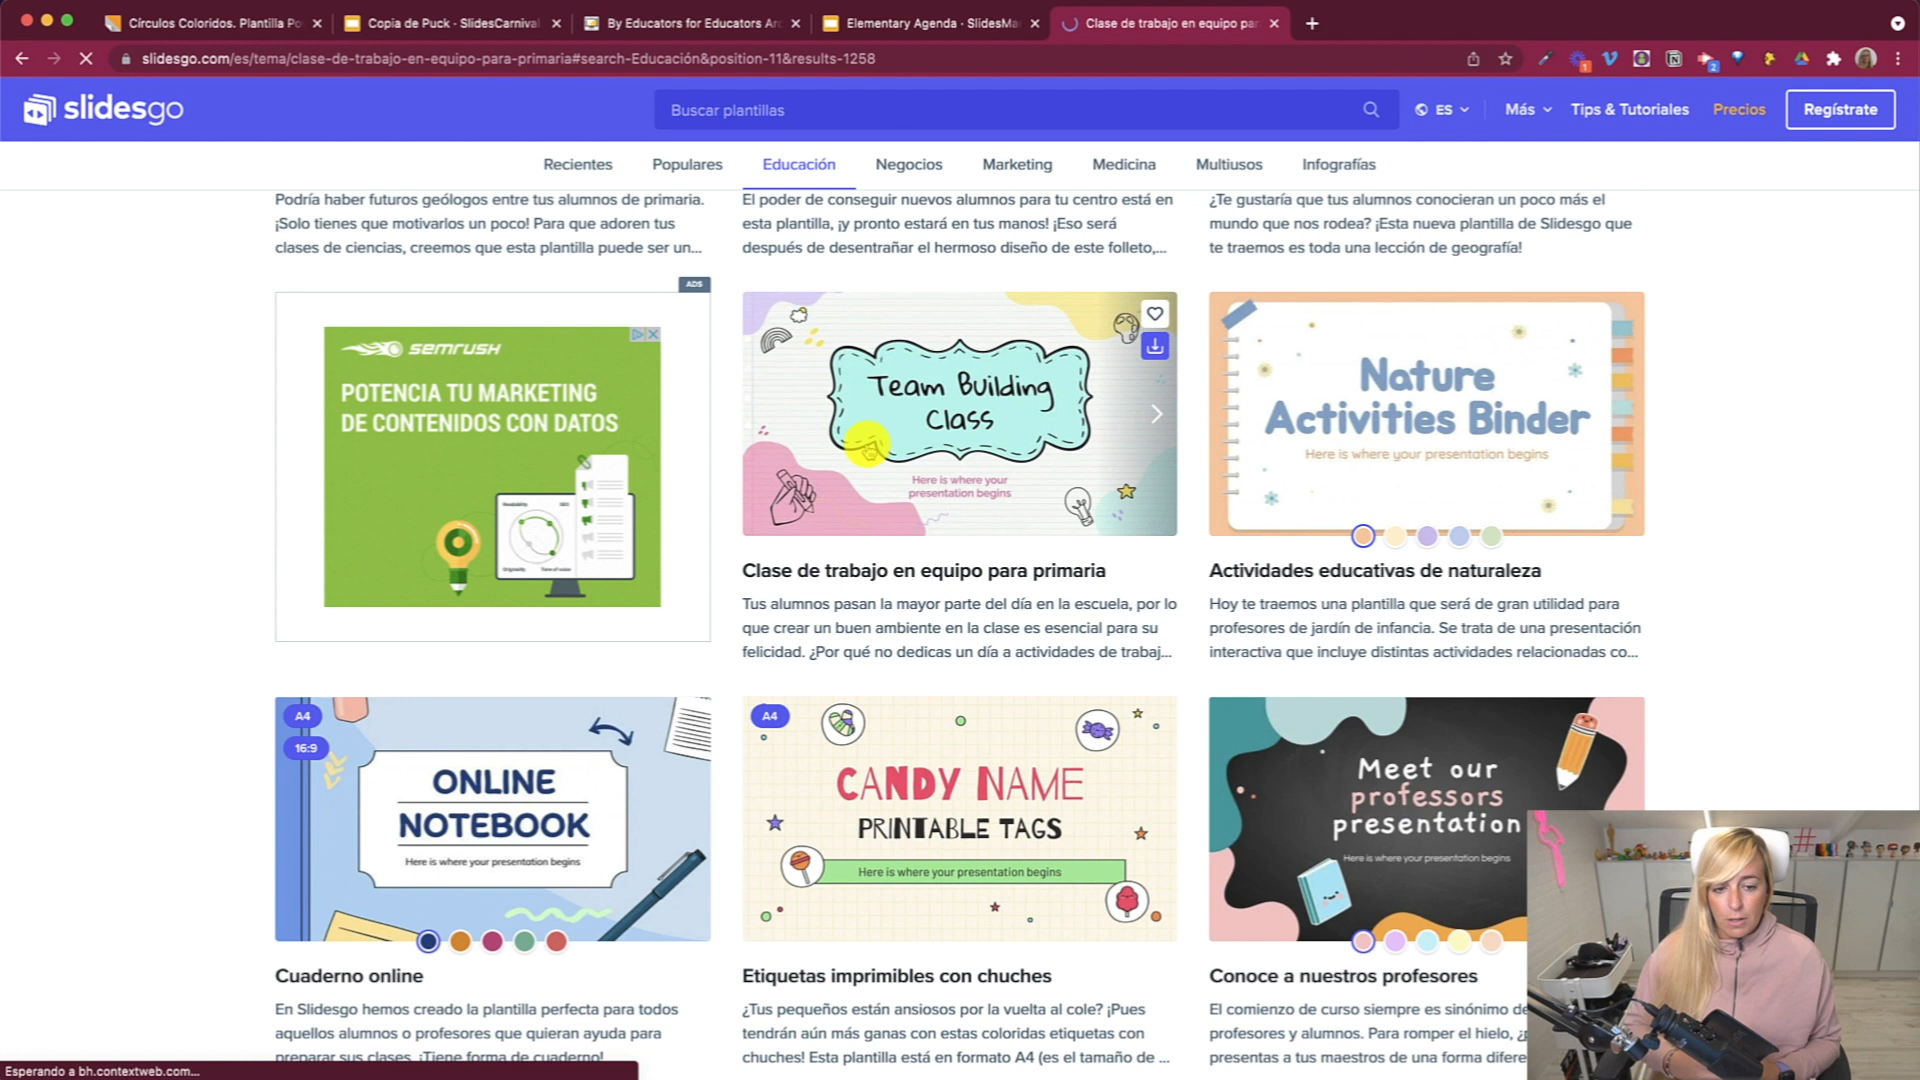 Círculos Coloridos. Plantilla Po
Copia de Puck · SlidesCarnival
By Educators for Educators
Elementary Agenda · SlidesMa
Clase de trabajo en equipo pa
slidesgo.com/es/tema/clase-de-trabajo-en-equipo-para-primaria#search-Educación&position-11&results-1258
slidesgo
Buscar plantillas
ES
Más
Tips & Tutoriales
Precios
Regístrate
Recientes
Populares
Educación
Negocios
Marketing
Medicina
Multiusos
Infografías
Podría haber futuros geólogos entre tus alumnos de primaria.
¡Solo tienes que motivarlos un poco! Para que adoren tus
clases de ciencias, creemos que esta plantilla puede ser un...
El poder de conseguir nuevos alumnos para tu centro está en
esta plantilla, ¡y pronto estará en tus manos! ¡Eso será
después de desentrañar el hermoso diseño de este folleto,...
¿Te gustaría que tus alumnos conocieran un poco más el
mundo que nos rodea? ¡Esta nueva plantilla de Slidesgo que
te traemos es toda una lección de geografía!
ADS
semrush
POTENCIA TU MARKETING
DE CONTENIDOS CON DATOS
Team Building
Class
Here is where your
presentation begins
Clase de trabajo en equipo para primaria
Tus alumnos pasan la mayor parte del día en la escuela, por lo
que crear un buen ambiente en la clase es esencial para su
felicidad. ¿Por qué no dedicas un día a actividades de trabaj...
Nature
Activities Binder
Here is where your presentation begins
Actividades educativas de naturaleza
Hoy te traemos una plantilla que será de gran utilidad para
profesores de jardín de infancia. Se trata de una presentación
interactiva que incluye distintas actividades relacionadas co...
A4
16:9
ONLINE
NOTEBOOK
Here is where your presentation begins
Cuaderno online
En Slidesgo hemos creado la plantilla perfecta para todos
aquellos alumnos o profesores que quieran ayuda para
preparar sus clases. ¡Tiene forma de cuaderno!
A4
CANDY NAME
PRINTABLE TAGS
Here is where your presentation begins
Etiquetas imprimibles con chuches
¿Tus pequeños están ansiosos por la vuelta al cole? ¡Pues
tendrán aún más ganas con estas coloridas etiquetas con
chuches! Esta plantilla está en formato A4 (es el tamaño de ...
Meet our
professors
presentation
Here is where your presentation begins
Conoce a nuestros profesores
El comienzo de curso siempre es sinónimo de
profesores y alumnos. Para romper el hielo, ¿
presentas a tus maestros de una forma difere
Esperando a bh.contextweb.com...